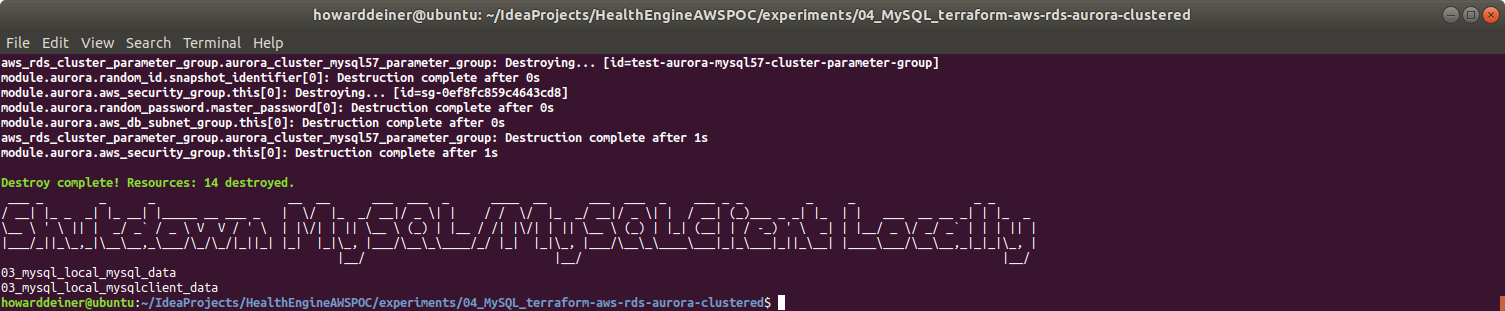 howarddeiner@ubuntu: ~/IdeaProjects/HealthEngineAWSPOC/experiments/04_MySQL_terraform-aws-rds-aurora-clustered
File Edit View Search Terminal Help
aws_rds_cluster_parameter_group.aurora_cluster_mysql57_parameter_group: Destroying... [id=test-aurora-mysql57-cluster-parameter-group]
module.aurora.random_id.snapshot_identifier[0]: Destruction complete after 0s
module.aurora.aws_security_group.this[0]: Destroying... [id=sg-0ef8fc859c4643cd8]
module.aurora.random_password.master_password[0]: Destruction complete after 0s
module.aurora.aws_db_subnet_group.this[0]: Destruction complete after 0s
aws_rds_cluster_parameter_group.aurora_cluster_mysql57_parameter_group: Destruction complete after 1s
module.aurora.aws_security_group.this[0]: Destruction complete after 1s
Destroy complete! Resources: 14 destroyed.
Shutdown MySQL/MySQLClient Locally
03_mysql_local_mysql_data
03_mysql_local_mysqlclient_data
howarddeiner@ubuntu:~/IdeaProjects/HealthEngineAWSPOC/experiments/04_MySQL_terraform-aws-rds-aurora-clustered$